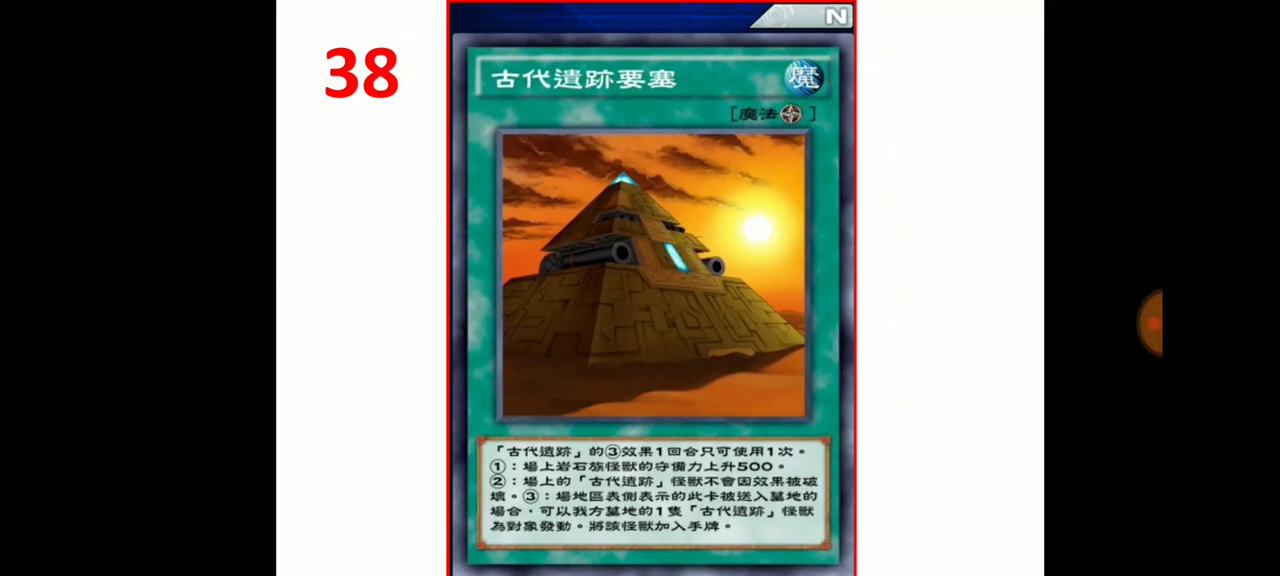 38
N
古代遺跡要塞
魔
[魔法 ]
「古代遺跡」的③效果1回合只可使用1次。
①：場上岩石族怪獸的守備力上升500。
②：場上的「古代遺跡」怪獸不會因效果被破
壞。③：場地區表側表示的此卡被送入墓地的
場合，可以我方墓地的1隻「古代遺跡」怪獸
為對象發動。將該怪獸加入手牌。